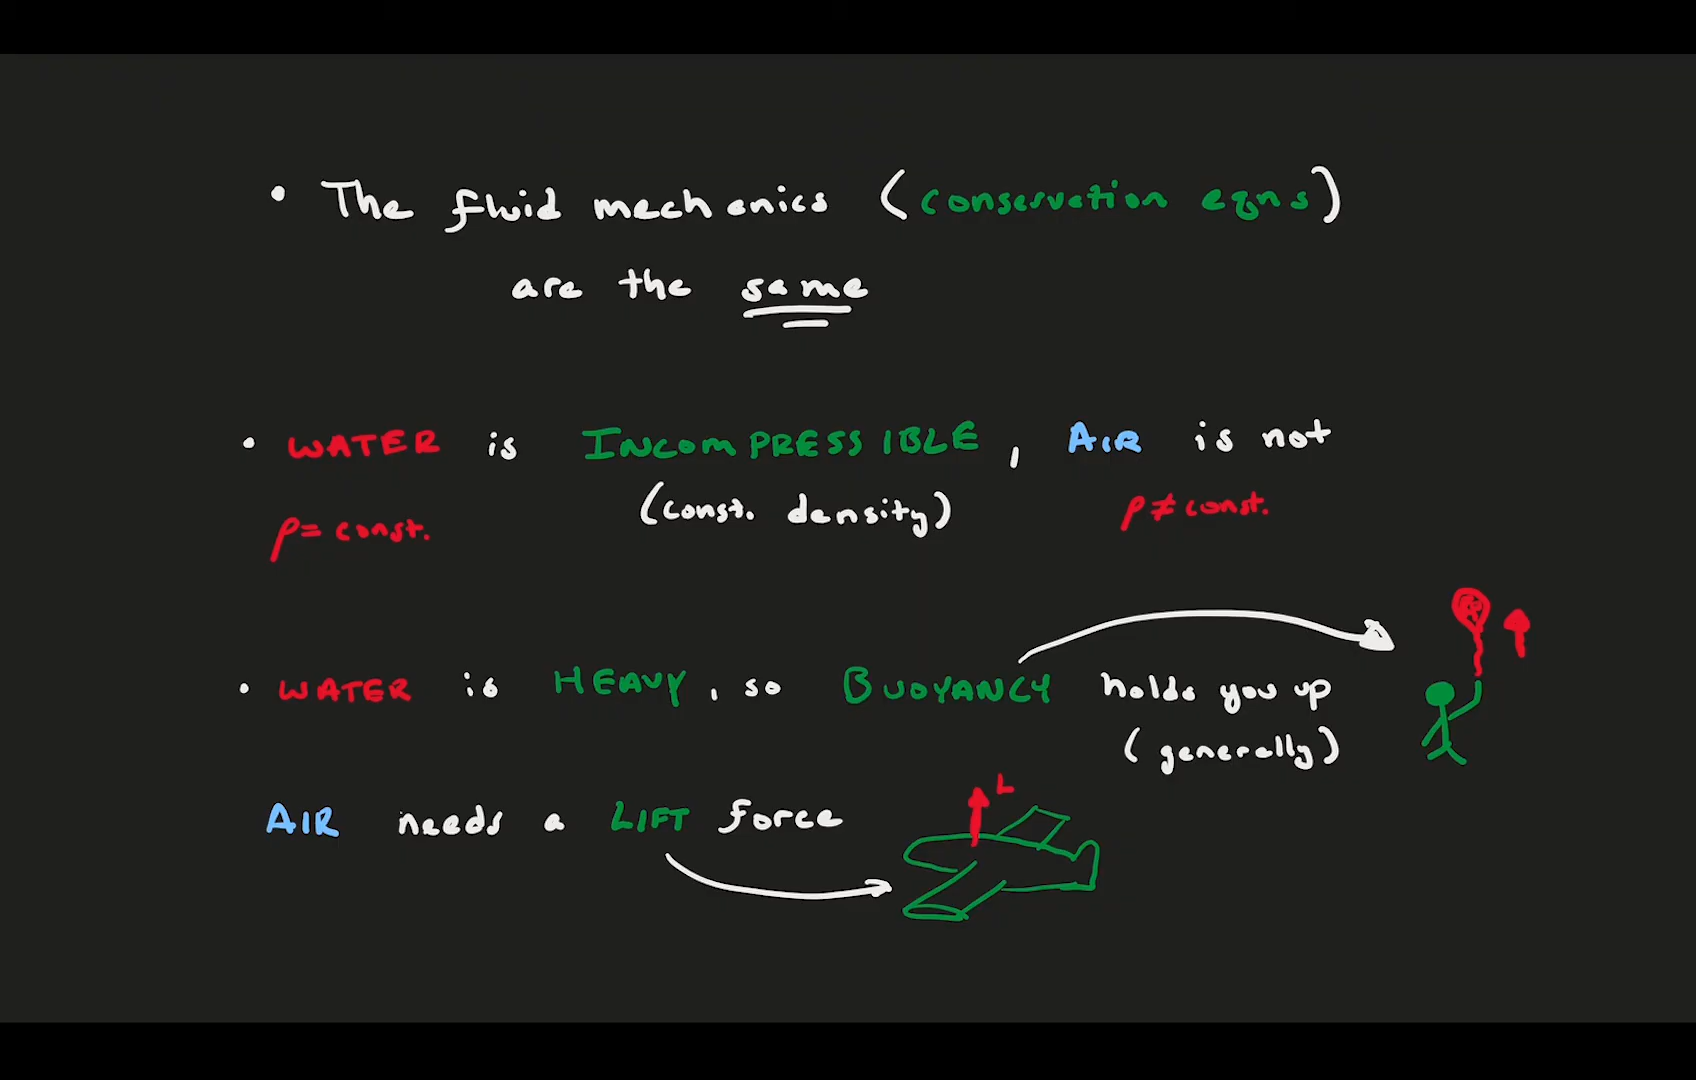 • The fluid mechanics (conservation eqns)
are the same
• WATER is INCOMPRESSIBLE, AIR is not
(const. density)
ρ = const.
ρ ≠ const.
• WATER is HEAVY, so BUOYANCY holds you up
(generally)
AIR needs a LIFT force
L